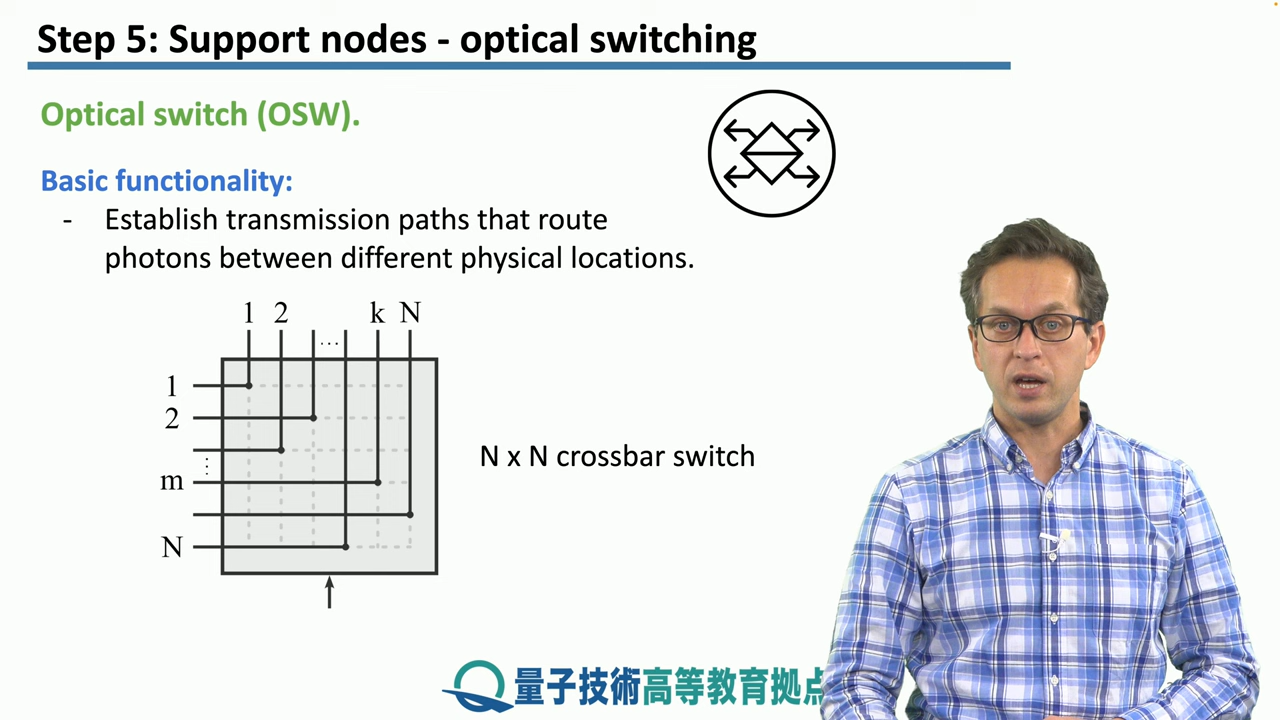 Step 5: Support nodes - optical switching
Optical switch (OSW).
Basic functionality:
- Establish transmission paths that route
photons between different physical locations.
1 2 ... k N
1
2
...
m
N
N x N crossbar switch
量子技術高等教育拠点